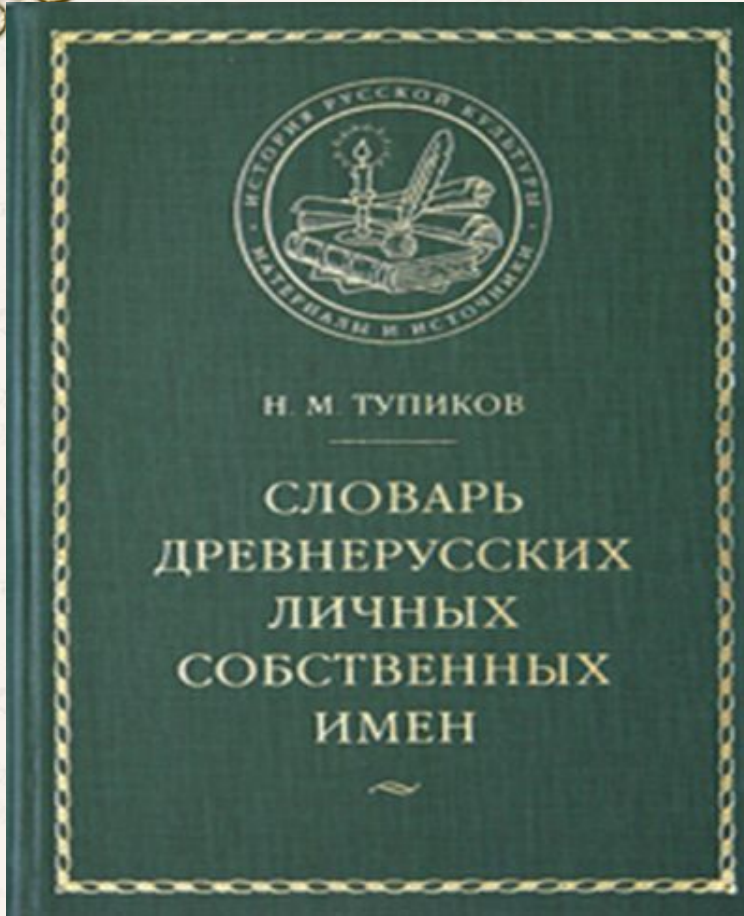 ИСТОРИЯ РУССКОЙ КУЛЬТУРЫ
МАТЕРИАЛЫ И ИСТОЧНИКИ
Н. М. ТУПИКОВ
СЛОВАРЬ
ДРЕВНЕРУССКИХ
ЛИЧНЫХ
СОБСТВЕННЫХ
ИМЕН